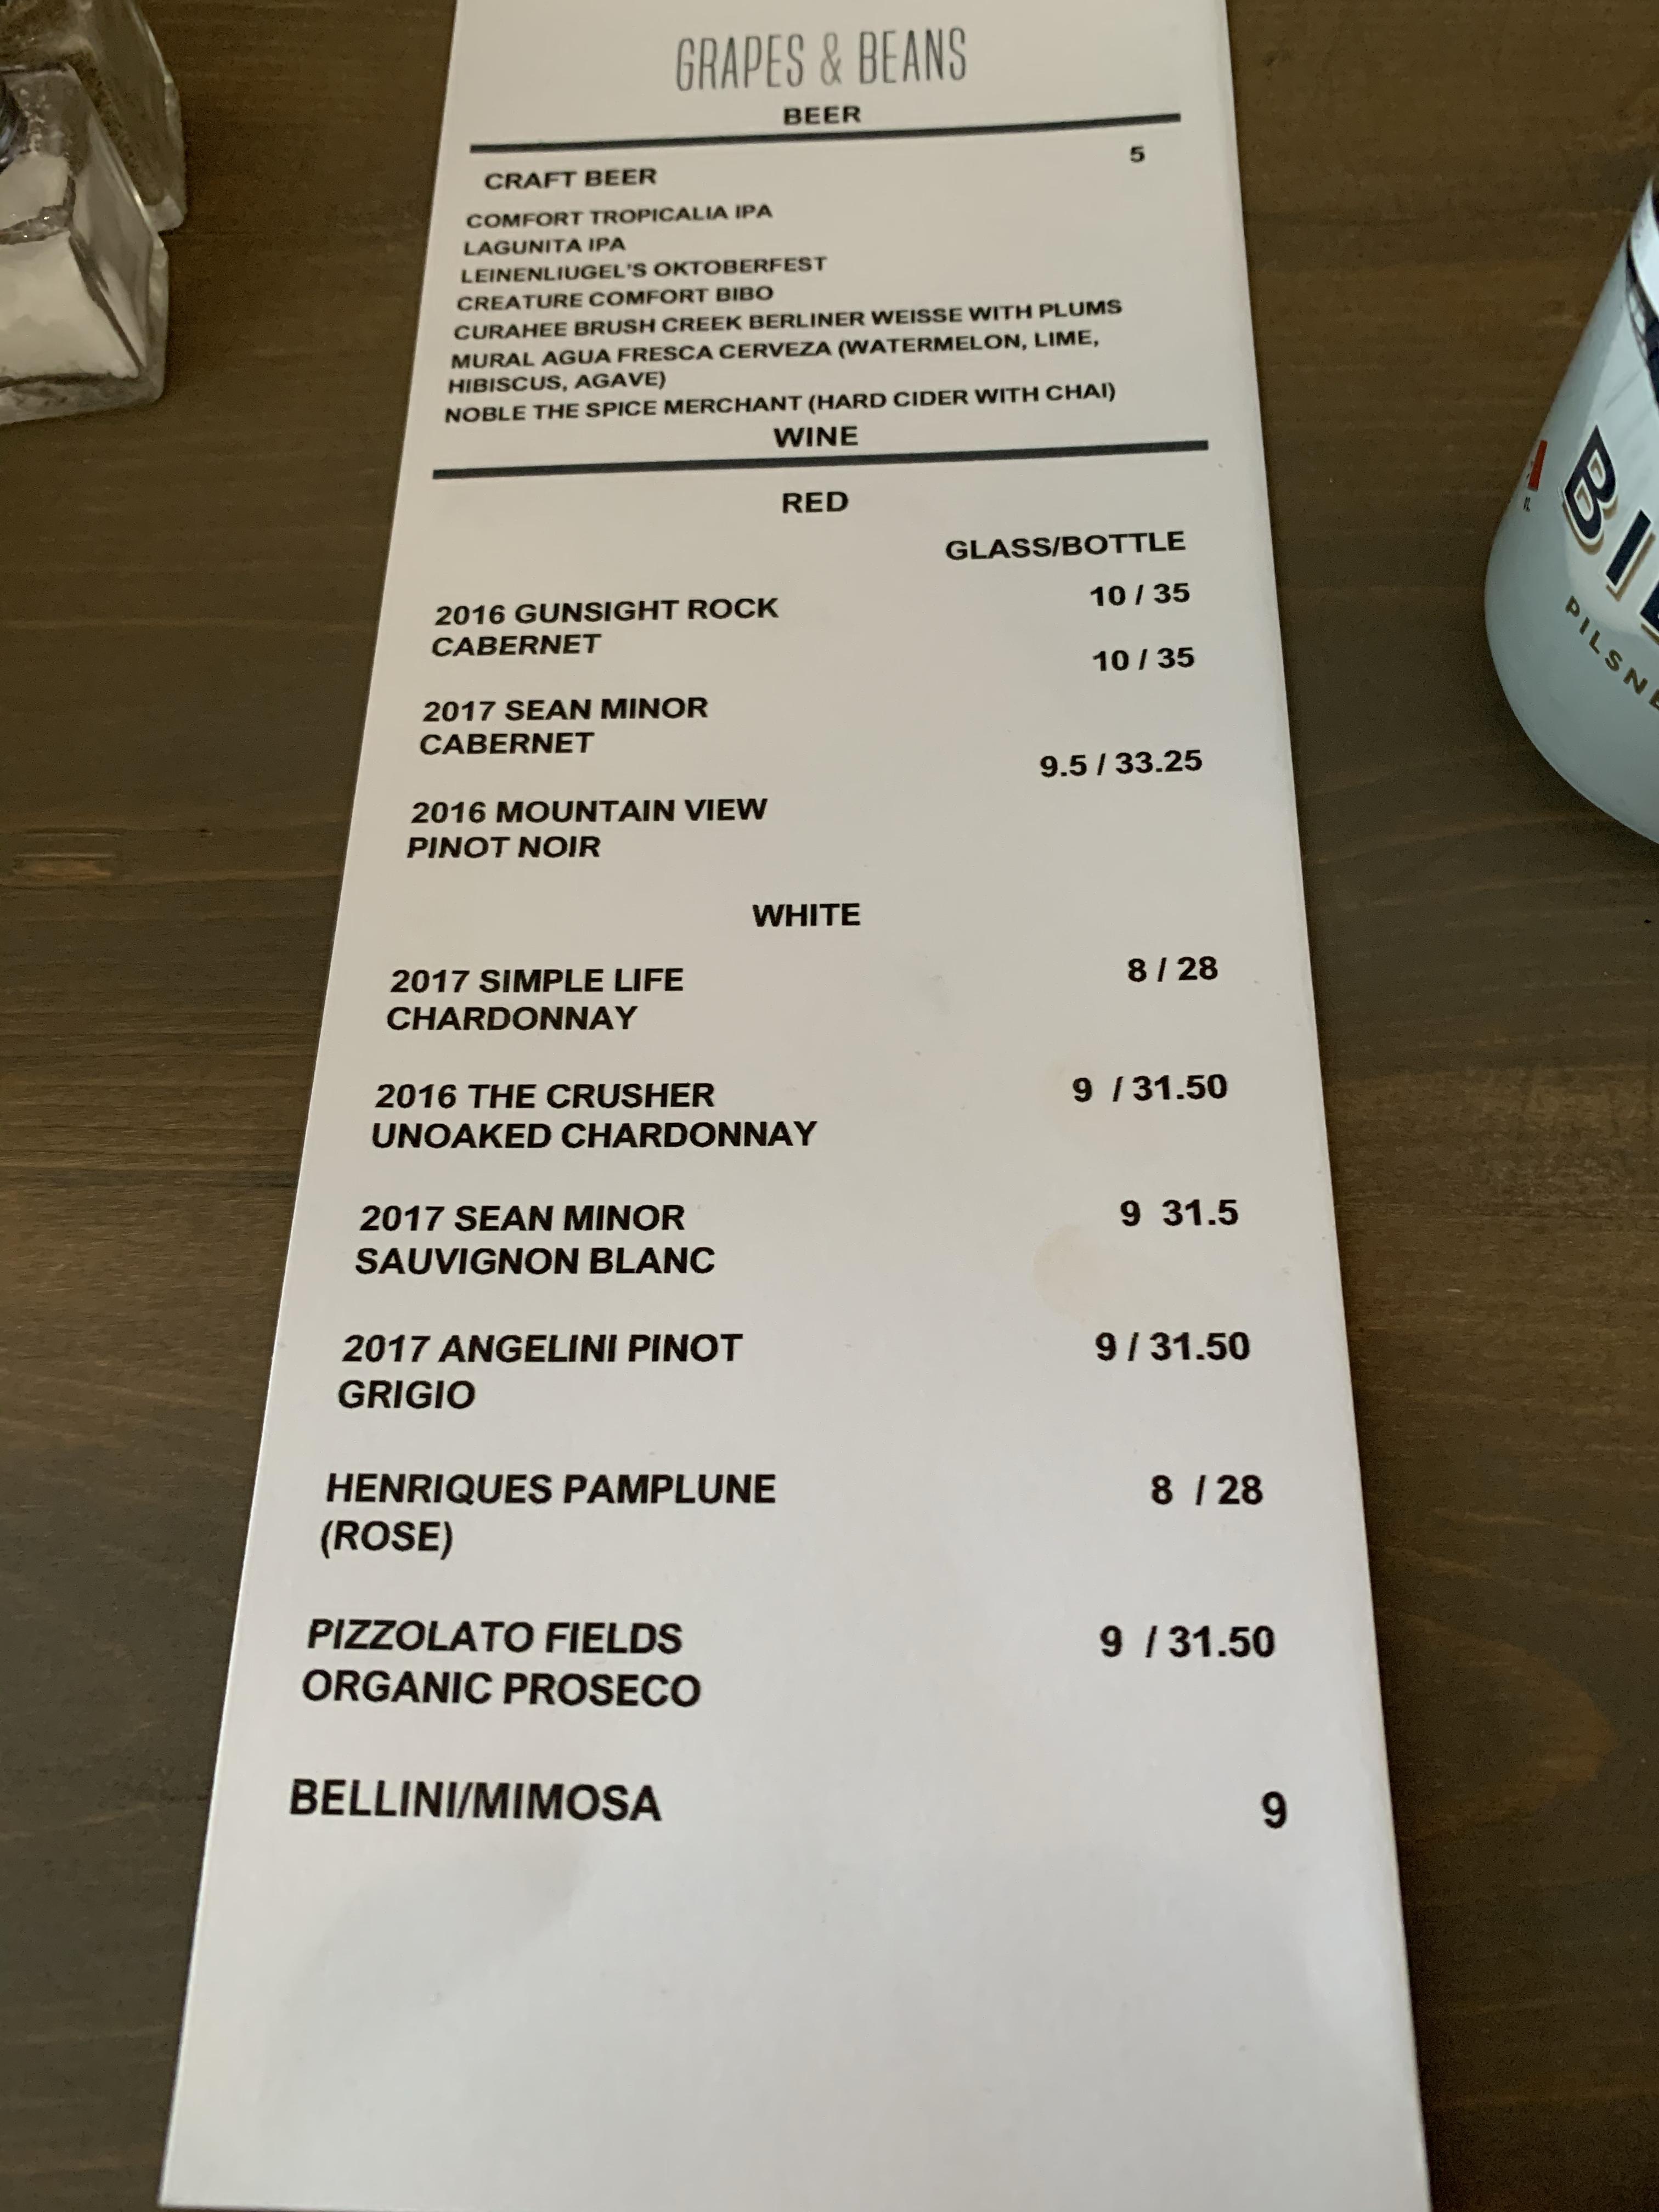 GRAPES & BEANS
BEER
CRAFT BEER 5
COMFORT TROPICALIA IPA
LAGUNITA IPA
LEINENLIUGEL'S OKTOBERFEST
CREATURE COMFORT BIBO
CURAHEE BRUSH CREEK BERLINER WEISSE WITH PLUMS
MURAL AGUA FRESCA CERVEZA (WATERMELON, LIME,
HIBISCUS, AGAVE)
NOBLE THE SPICE MERCHANT (HARD CIDER WITH CHAI)
WINE
RED
GLASS/BOTTLE
2016 GUNSIGHT ROCK 10 / 35
CABERNET
10 / 35
2017 SEAN MINOR
CABERNET
9.5 / 33.25
2016 MOUNTAIN VIEW
PINOT NOIR
WHITE
2017 SIMPLE LIFE 8 / 28
CHARDONNAY
2016 THE CRUSHER 9 / 31.50
UNOAKED CHARDONNAY
2017 SEAN MINOR 9 31.5
SAUVIGNON BLANC
2017 ANGELINI PINOT 9 / 31.50
GRIGIO
HENRIQUES PAMPLUNE 8 / 28
(ROSE)
PIZZOLATO FIELDS 9 / 31.50
ORGANIC PROSECO
BELLINI/MIMOSA 9